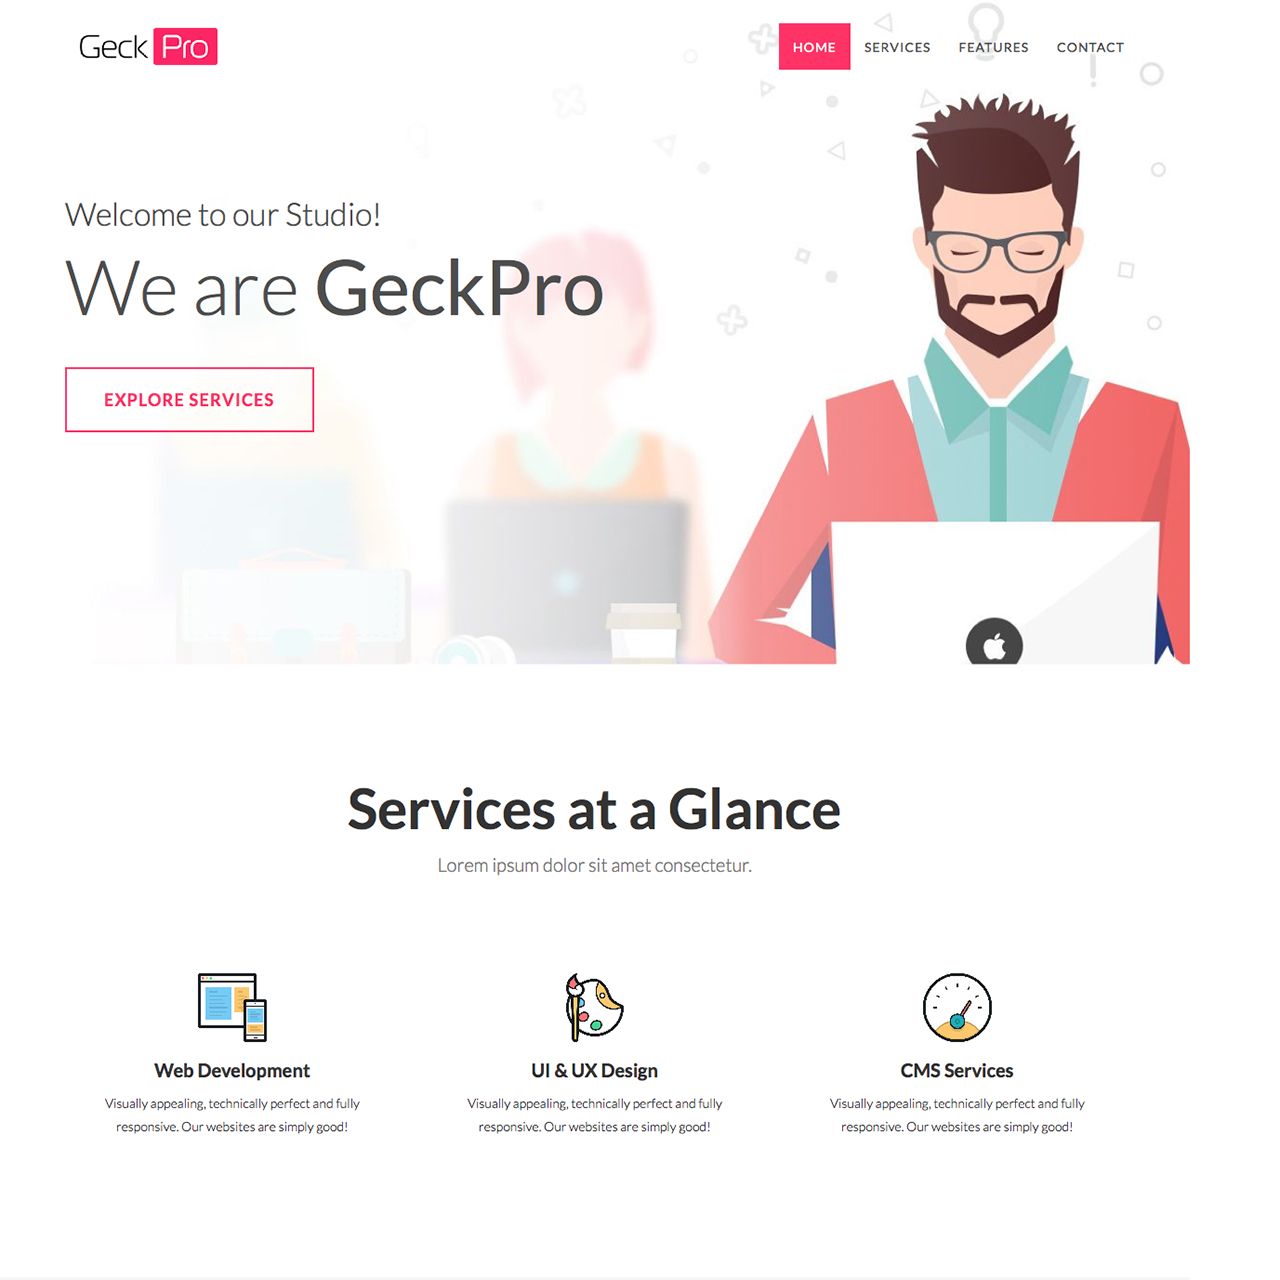 Geck Pro
HOME SERVICES FEATURES CONTACT
Welcome to our Studio!
We are GeckPro
EXPLORE SERVICES
Services at a Glance
Lorem ipsum dolor sit amet consectetur.
Web Development
Visually appealing, technically perfect and fully
responsive. Our websites are simply good!
UI & UX Design
Visually appealing, technically perfect and fully
responsive. Our websites are simply good!
CMS Services
Visually appealing, technically perfect and fully
responsive. Our websites are simply good!